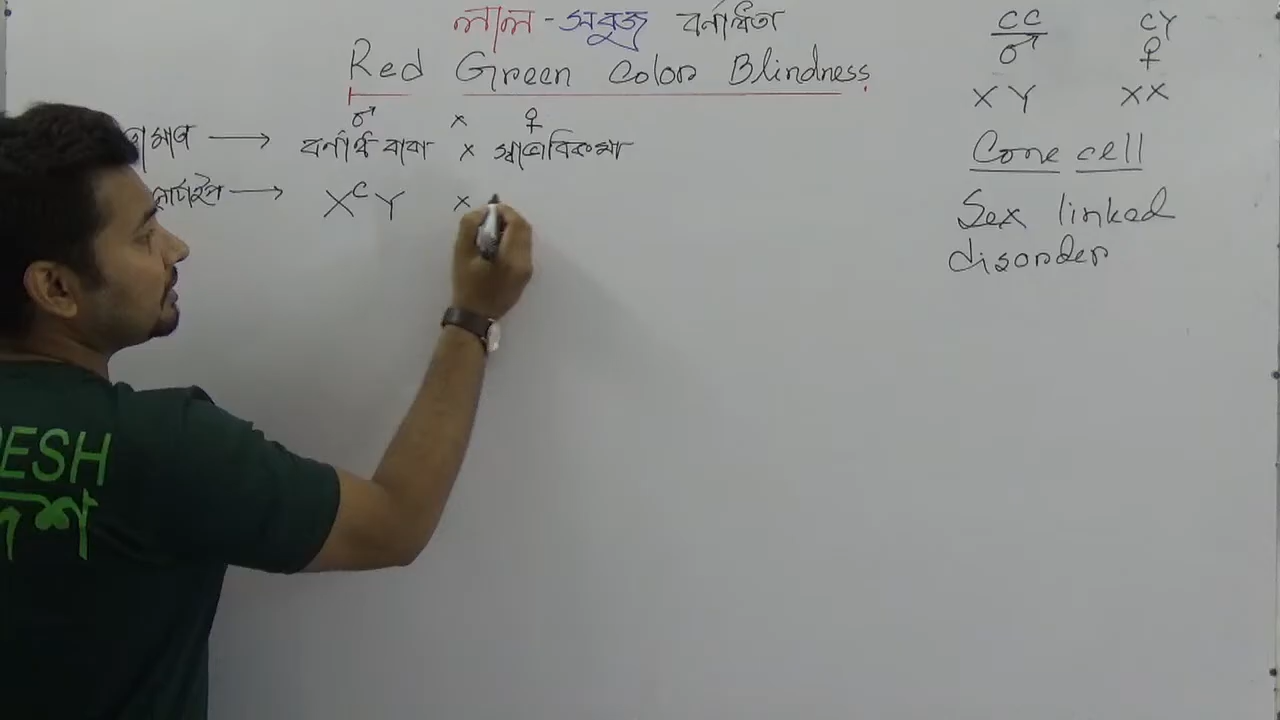 লাল - সবুজ বর্নান্ধতা
Red Green Color Blindness
♂ × ♀
বর্নান্ধ বাবা × স্বাভাবিক মা
→ X^C Y ×
CC CY
♂ ♀
XY XX
Cone cell
Sex linked
disorder
ESH